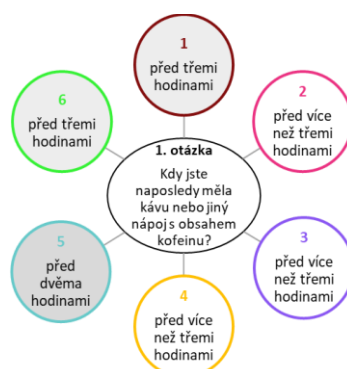 1
před třemi
hodinami
2
před více
než třemi
hodinami
3
před více
než třemi
hodinami
4
před více
než třemi
hodinami
5
před
dvěma
hodinami
6
před třemi
hodinami
1. otázka
Kdy jste
naposledy měla
kávu nebo jiný
nápoj s obsahem
kofeinu?